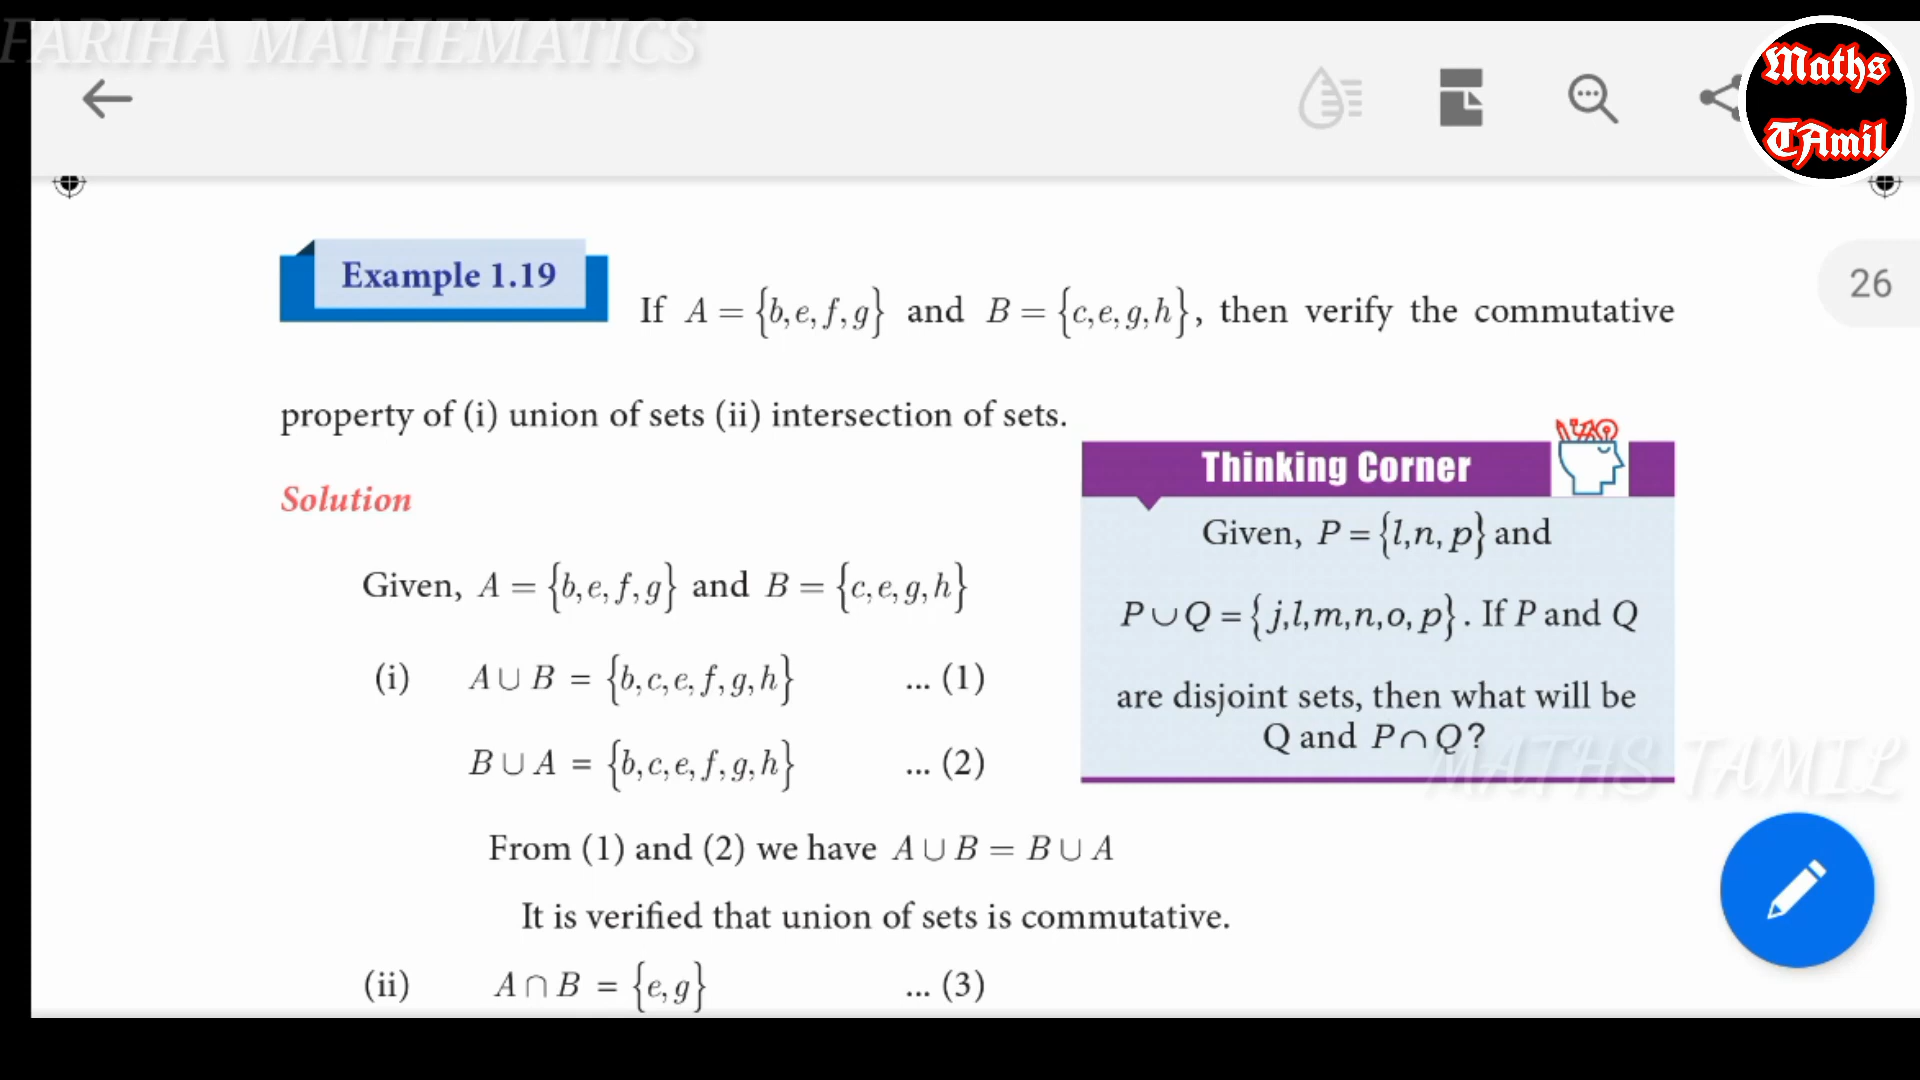 FARIHA MATHEMATICS
Maths
TAmil
26
Example 1.19
If A = {b, e, f, g} and B = {c, e, g, h}, then verify the commutative
property of (i) union of sets (ii) intersection of sets.
Solution
Given, A = {b, e, f, g} and B = {c, e, g, h}
(i) A ∪ B = {b, c, e, f, g, h} ... (1)
B ∪ A = {b, c, e, f, g, h} ... (2)
From (1) and (2) we have A ∪ B = B ∪ A
It is verified that union of sets is commutative.
(ii) A ∩ B = {e, g} ... (3)
Thinking Corner
Given, P = {l, n, p} and
P ∪ Q = {j, l, m, n, o, p}. If P and Q
are disjoint sets, then what will be
Q and P ∩ Q?
MATHS TAMIL